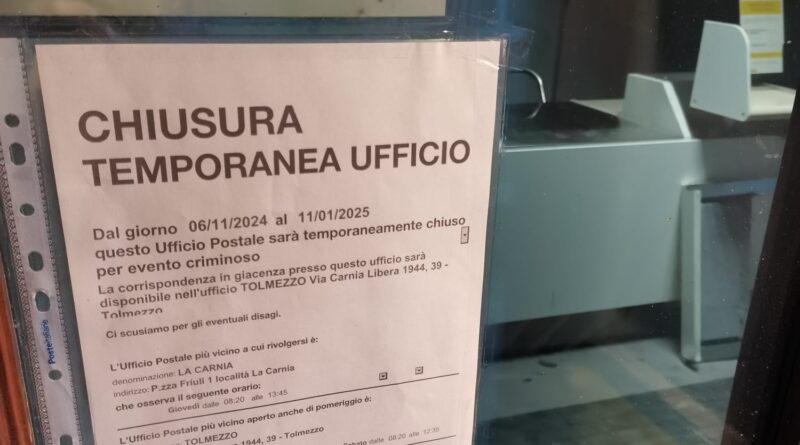 CHIUSURA
TEMPORANEA UFFICIO
Dal giorno 06/11/2024 al 11/01/2025
questo Ufficio Postale sarà temporaneamente chiuso
per evento criminoso
La corrispondenza in giacenza presso questo ufficio sarà
disponibile nell'ufficio TOLMEZZO Via Carnia Libera 1944, 39 -
Tolmezzo
Ci scusiamo per gli eventuali disagi.
L'Ufficio Postale più vicino a cui rivolgersi è:
denominazione: LA CARNIA
indirizzo: P.zza Friuli 1 località La Carnia
che osserva il seguente orario:
Giovedì dalle 08:20 alle 13:45
L'Ufficio Postale più vicino aperto anche di pomeriggio è:
TOLMEZZO
1944, 39 - Tolmezzo
Sabato dalle 08:20 alle 12:35
Posteitaliane